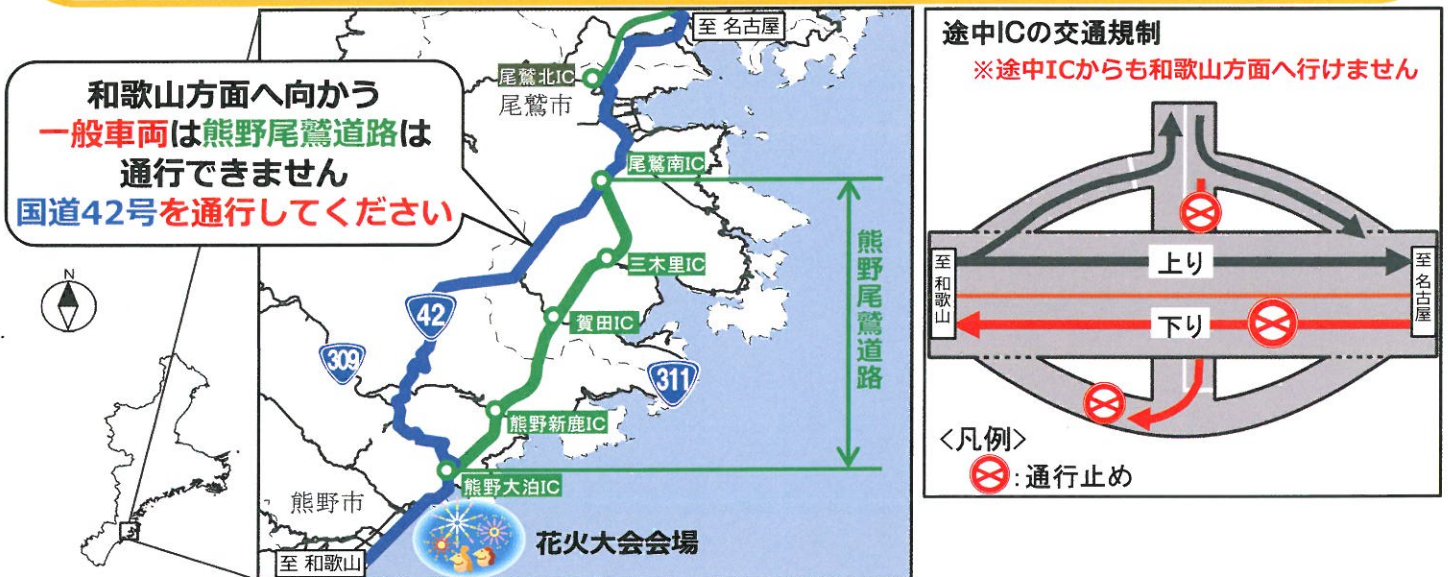 和歌山方面へ向かう
一般車両は熊野尾鷲道路は
通行できません
国道42号を通行してください
N
至 名古屋
尾鷲北IC
尾鷲市
尾鷲南IC
三木里IC
賀田IC
42
309
311
熊野尾鷲道路
熊野新鹿IC
熊野大泊IC
熊野市
花火大会会場
至 和歌山
途中ICの交通規制
※途中ICからも和歌山方面へ行けません
至和歌山
上り
下り
至名古屋
<凡例>
:通行止め